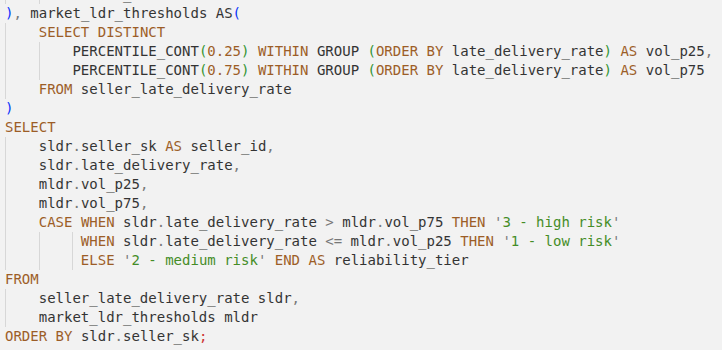 ), market_ldr_thresholds AS(
SELECT DISTINCT
PERCENTILE_CONT(0.25) WITHIN GROUP (ORDER BY late_delivery_rate) AS vol_p25,
PERCENTILE_CONT(0.75) WITHIN GROUP (ORDER BY late_delivery_rate) AS vol_p75
FROM seller_late_delivery_rate
)
SELECT
sldr.seller_sk AS seller_id,
sldr.late_delivery_rate,
mldr.vol_p25,
mldr.vol_p75,
CASE WHEN sldr.late_delivery_rate > mldr.vol_p75 THEN '3 - high risk'
WHEN sldr.late_delivery_rate <= mldr.vol_p25 THEN '1 - low risk'
ELSE '2 - medium risk' END AS reliability_tier
FROM
seller_late_delivery_rate sldr,
market_ldr_thresholds mldr
ORDER BY sldr.seller_sk;